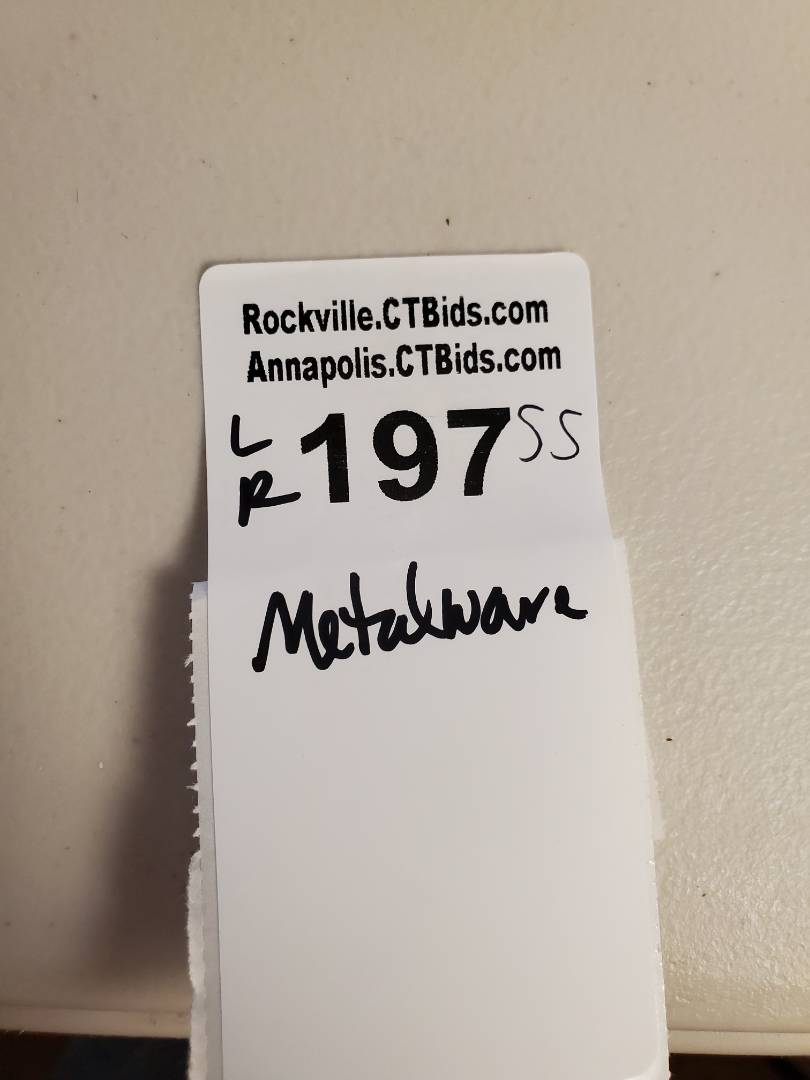 Rockville.CTBids.com
Annapolis.CTBids.com
L
R 197 SS
Metalware